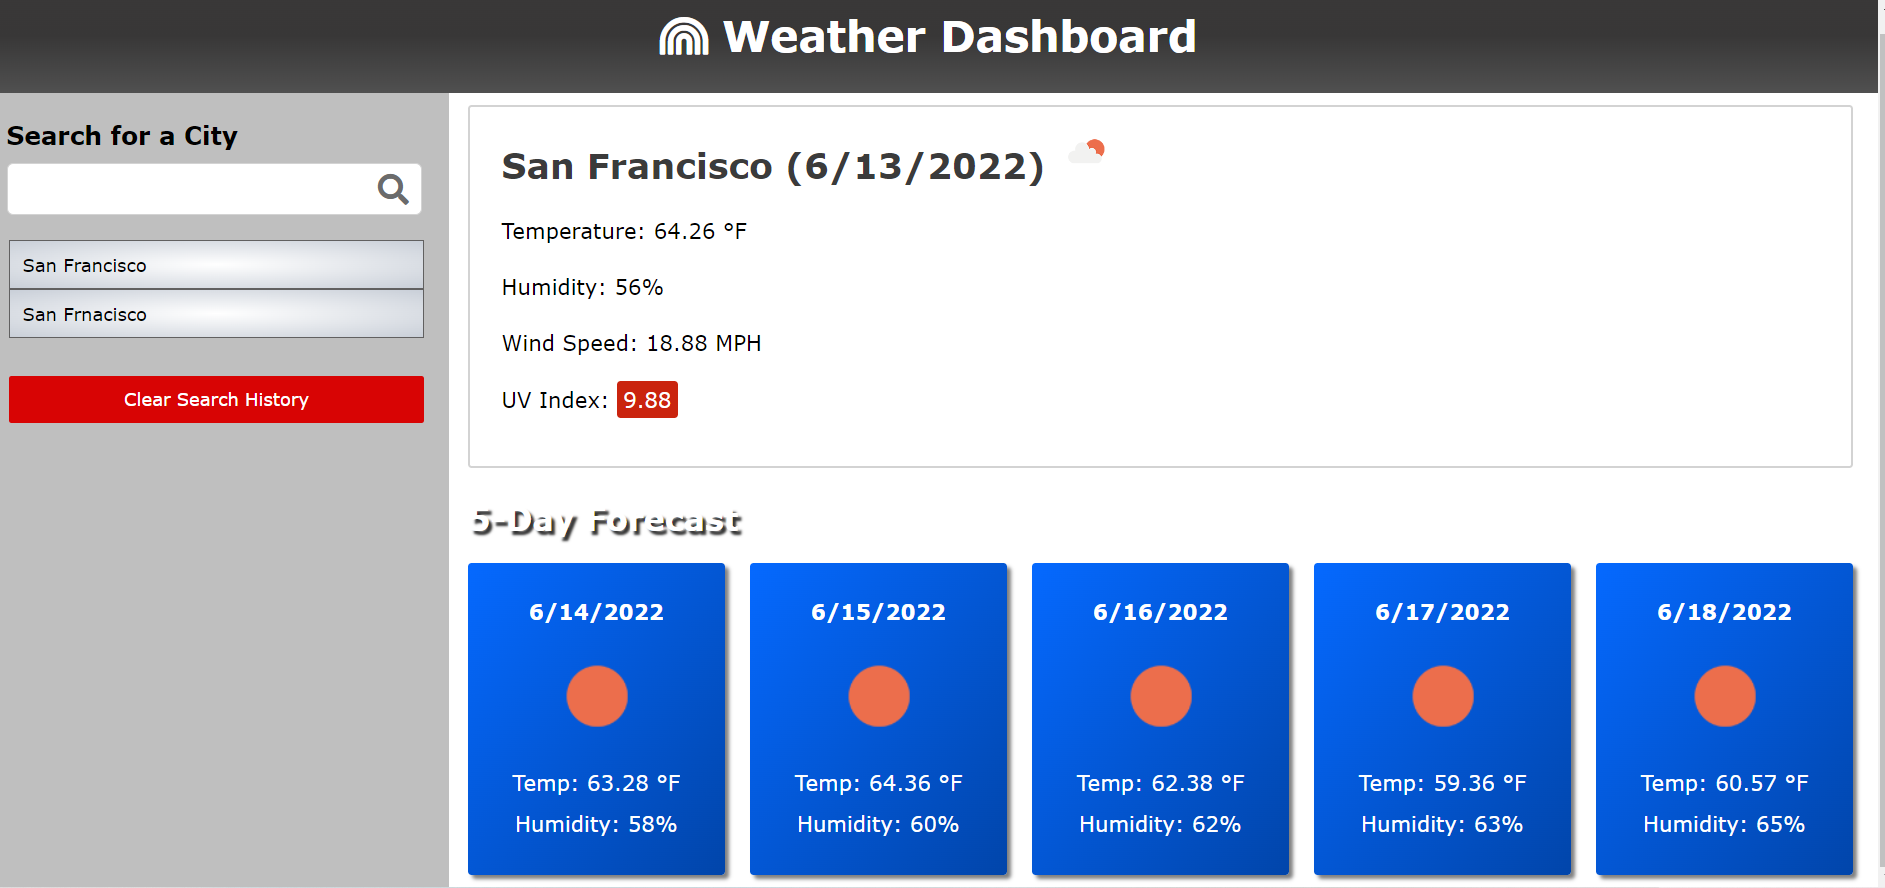 Weather Dashboard
Search for a City
San Francisco
San Frnacisco
Clear Search History
San Francisco (6/13/2022)
Temperature: 64.26 °F
Humidity: 56%
Wind Speed: 18.88 MPH
UV Index: 9.88
5-Day Forecast
6/14/2022
Temp: 63.28 °F
Humidity: 58%
6/15/2022
Temp: 64.36 °F
Humidity: 60%
6/16/2022
Temp: 62.38 °F
Humidity: 62%
6/17/2022
Temp: 59.36 °F
Humidity: 63%
6/18/2022
Temp: 60.57 °F
Humidity: 65%